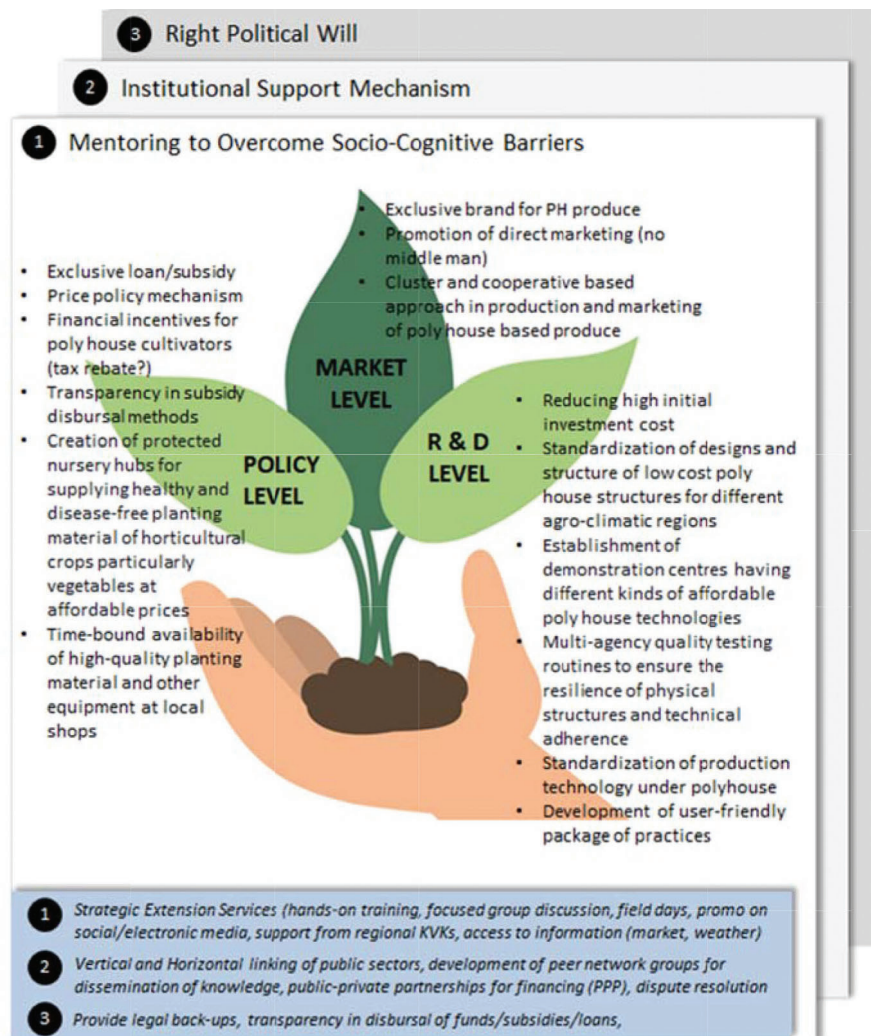 3 Right Political Will
2 Institutional Support Mechanism
1 Mentoring to Overcome Socio-Cognitive Barriers
• Exclusive brand for PH produce
• Promotion of direct marketing (no
middle man)
• Cluster and cooperative based
approach in production and marketing
of poly house based produce
• Exclusive loan/subsidy
• Price policy mechanism
• Financial incentives for
poly house cultivators
(tax rebate?)
• Transparency in subsidy
disbursal methods
• Creation of protected
nursery hubs for
supplying healthy and
disease-free planting
material of horticultural
crops particularly
vegetables at
affordable prices
• Time-bound availability
of high-quality planting
material and other
equipment at local
shops
MARKET
LEVEL
POLICY
LEVEL
R & D
LEVEL
• Reducing high initial
investment cost
• Standardization of designs and
structure of low cost poly
house structures for different
agro-climatic regions
• Establishment of
demonstration centres having
different kinds of affordable
poly house technologies
• Multi-agency quality testing
routines to ensure the
resilience of physical
structures and technical
adherence
• Standardization of production
technology under polyhouse
• Development of user-friendly
package of practices
1 Strategic Extension Services (hands-on training, focused group discussion, field days, promo on
social/electronic media, support from regional KVKs, access to information (market, weather)
2 Vertical and Horizontal linking of public sectors, development of peer network groups for
dissemination of knowledge, public-private partnerships for financing (PPP), dispute resolution
3 Provide legal back-ups, transparency in disbursal of funds/subsidies/loans,